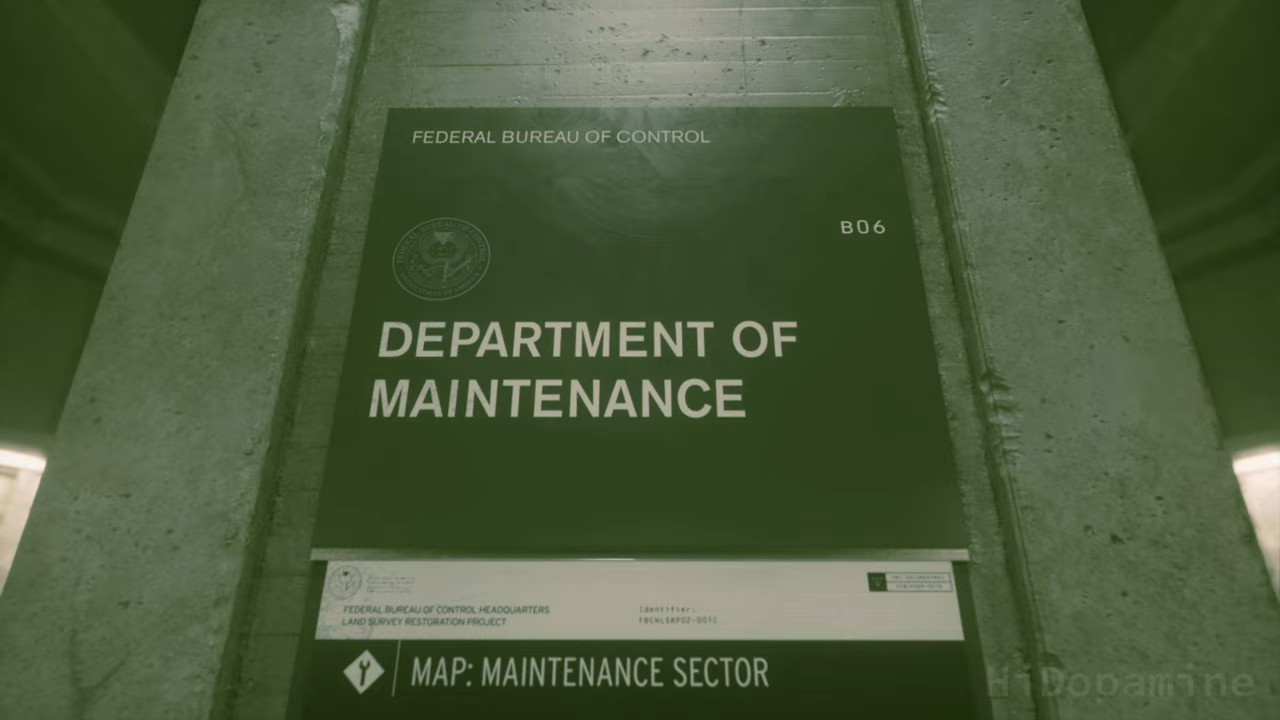 FEDERAL BUREAU OF CONTROL
B06
DEPARTMENT OF
MAINTENANCE
FEDERAL BUREAU OF CONTROL HEADQUARTERS
LAND SURVEY RESTORATION PROJECT
Identifier:
MAP: MAINTENANCE SECTOR
HiDopamine